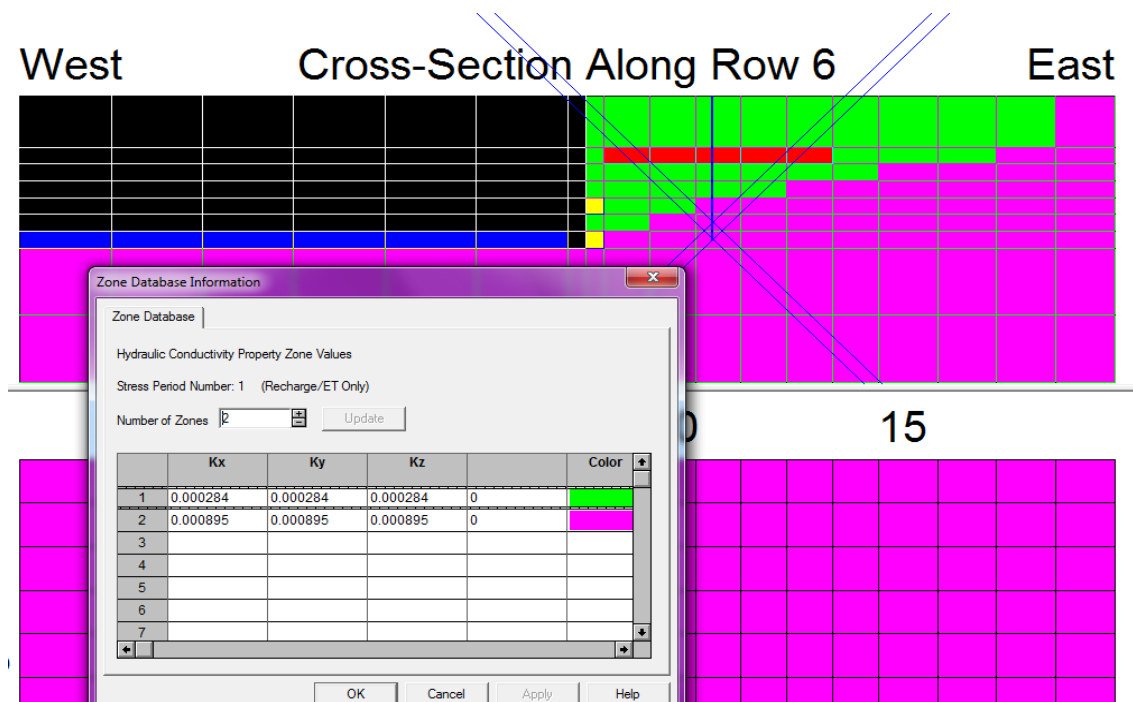 West Cross-Section Along Row 6 East
Zone Database Information
Zone Database
Hydraulic Conductivity Property Zone Values
Stress Period Number: 1 (Recharge/ET Only)
Number of Zones 2 Update
Kx Ky Kz Color
1 0.000284 0.000284 0.000284 0
2 0.000895 0.000895 0.000895 0
3
4
5
6
7
OK Cancel Apply Help
15